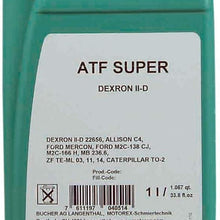 ATF SUPER
DEXRON II-D
DEXRON II-D 22656, ALLISON C4,
FORD MERCON, FORD M2C-138 CJ,
M2C-166 H, MB 236.6,
ZF TE-ML 03, 11, 14, CATERPILLAR TO-2
Prod.-Code:
Fill-Code:
1 l / 1.057 qt.
33.8 fl.oz
7 611197 040514
BUCHER AG LANGENTHAL, MOTOREX-Schmiertechnik